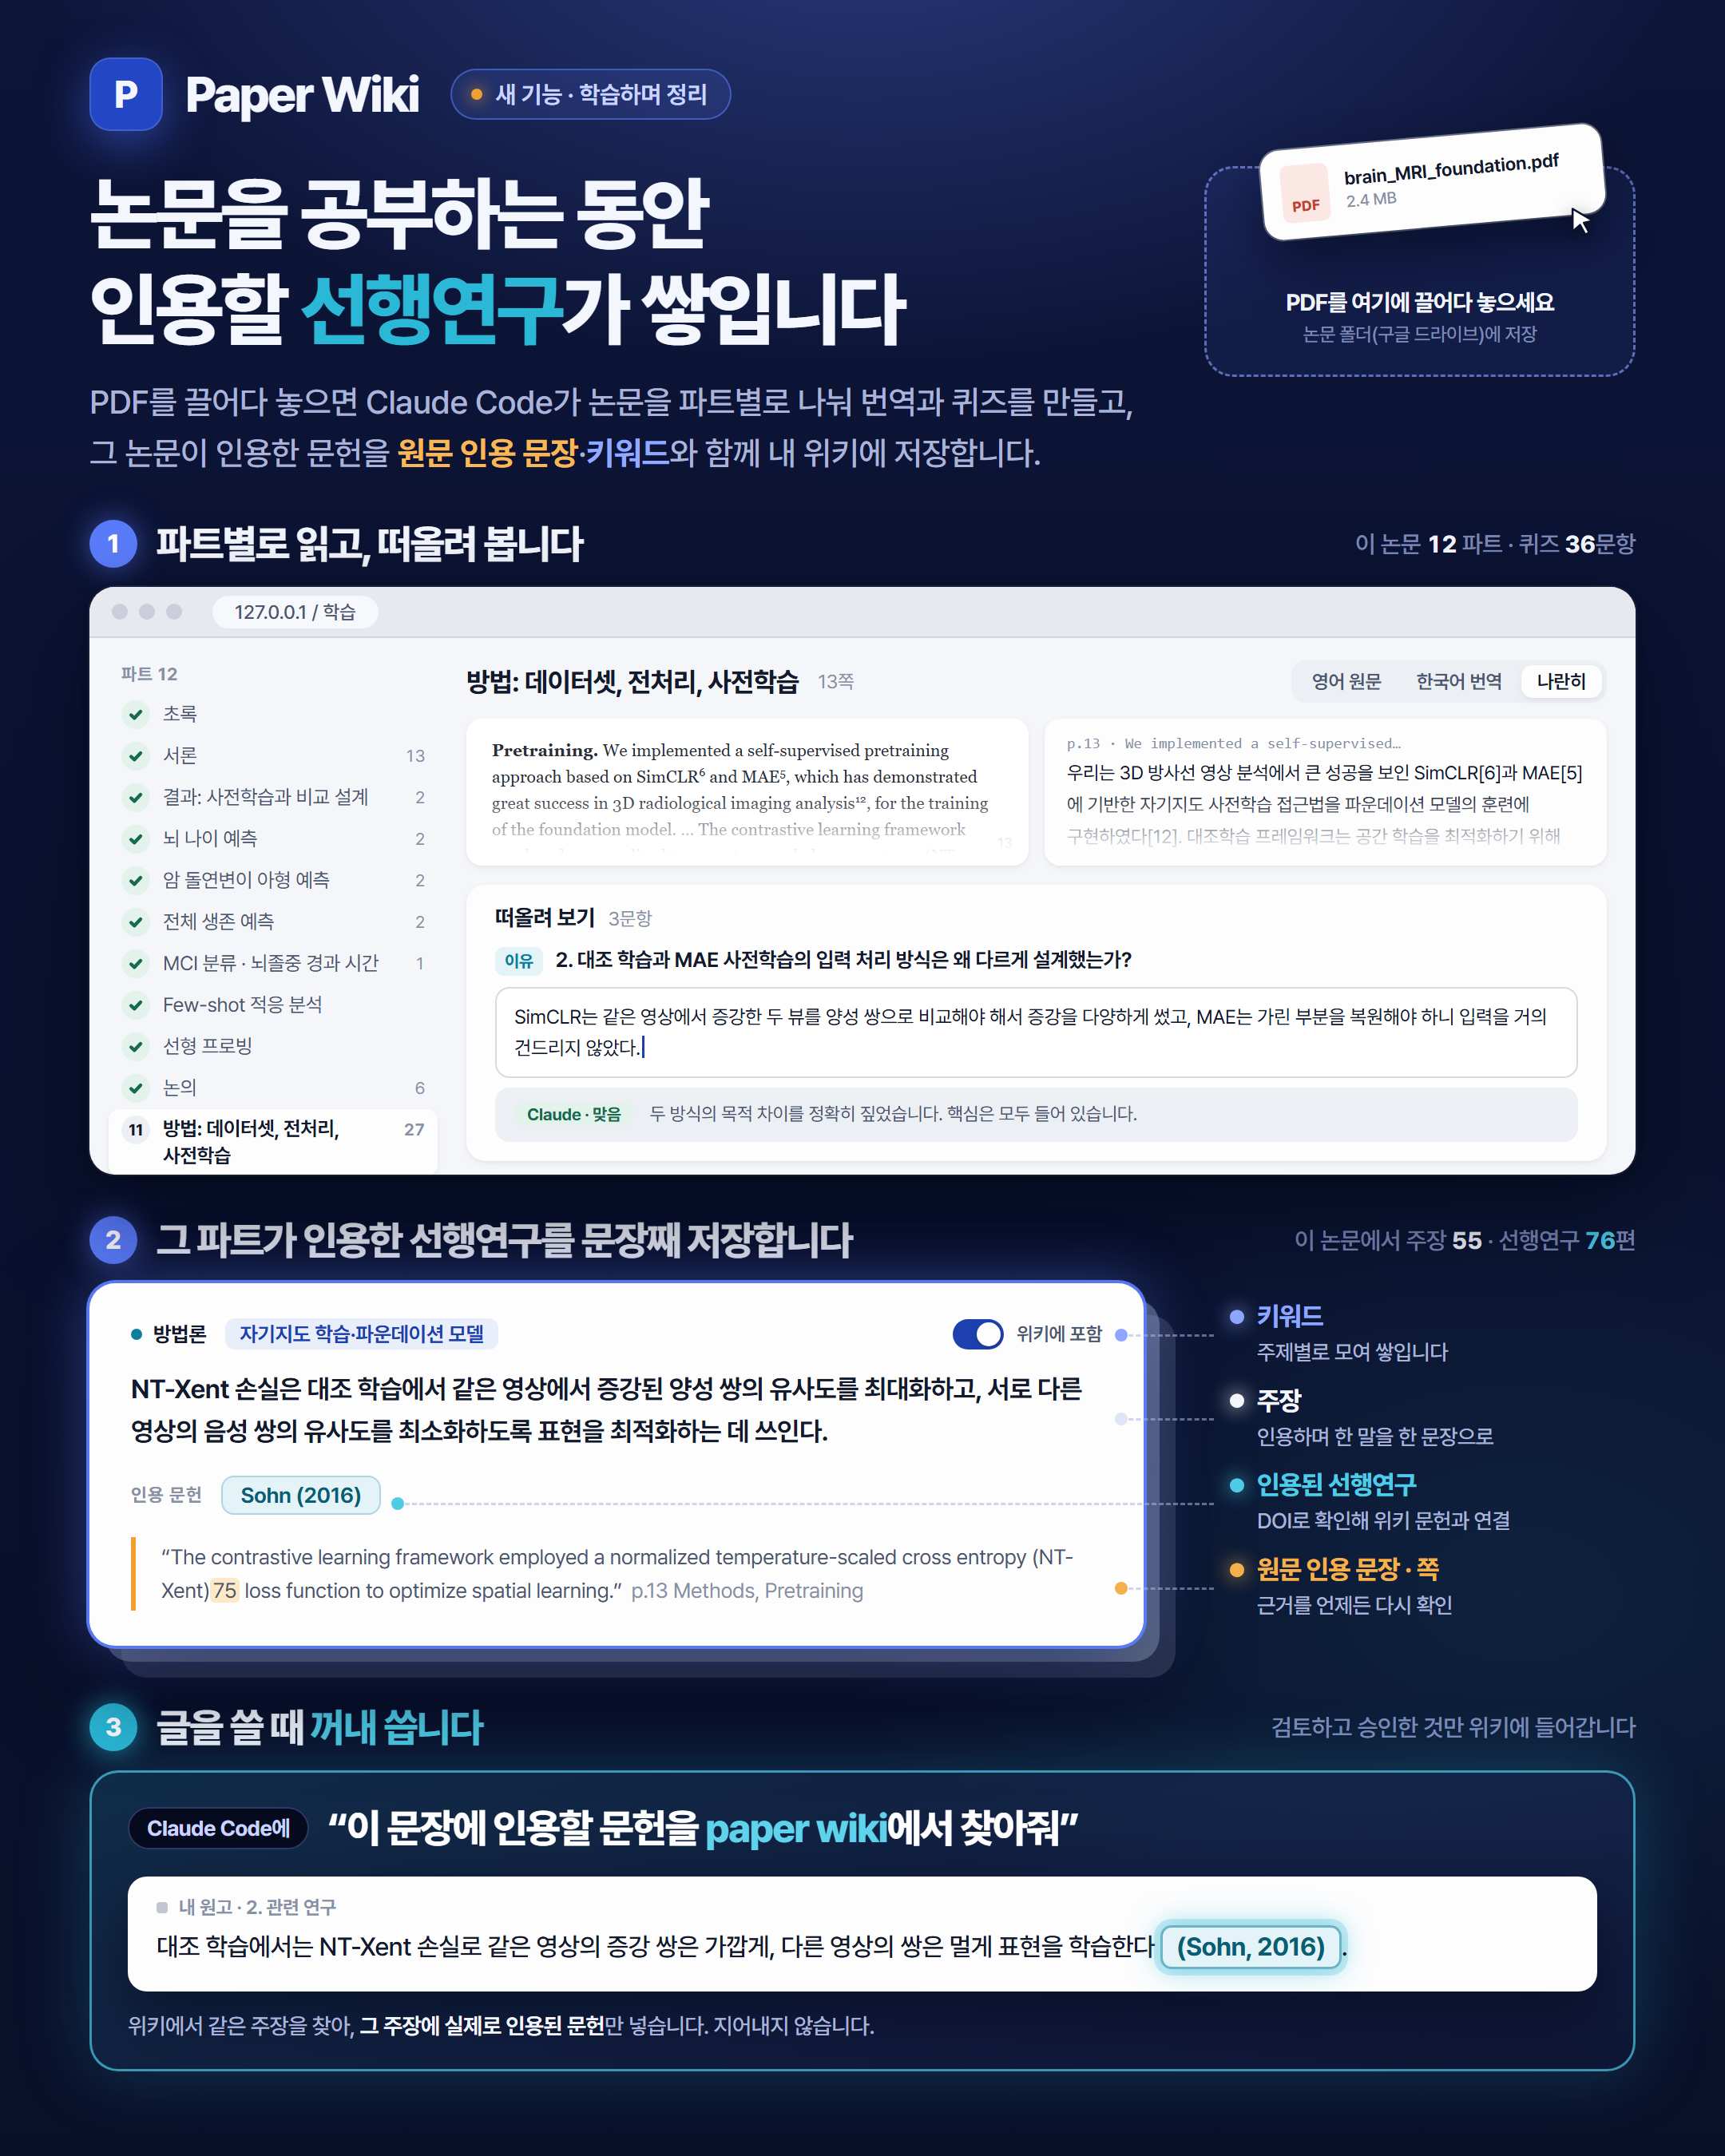 P
Paper Wiki
새 기능 · 학습하며 정리
논문을 공부하는 동안
인용할 선행연구가 쌓입니다
PDF를 끌어다 놓으면 Claude Code가 논문을 파트별로 나눠 번역과 퀴즈를 만들고,
그 논문이 인용한 문헌을 원문 인용 문장·키워드와 함께 내 위키에 저장합니다.
PDF
brain_MRI_foundation.pdf
2.4 MB
PDF를 여기에 끌어다 놓으세요
논문 폴더(구글 드라이브)에 저장
1 파트별로 읽고, 떠올려 봅니다
이 논문 12 파트 · 퀴즈 36문항
127.0.0.1 / 학습
파트 12
초록
서론 13
결과: 사전학습과 비교 설계 2
뇌 나이 예측 2
암 돌연변이 아형 예측 2
전체 생존 예측 2
MCI 분류 · 뇌졸중 경과 시간 1
Few-shot 적응 분석
선형 프로빙
논의 6
11 방법: 데이터셋, 전처리, 27
사전학습
방법: 데이터셋, 전처리, 사전학습 13쪽
영어 원문 한국어 번역 나란히
Pretraining. We implemented a self-supervised pretraining
approach based on SimCLR⁶ and MAE⁵, which has demonstrated
great success in 3D radiological imaging analysis¹², for the training
of the foundation model. ... The contrastive learning framework
13
p.13 · We implemented a self-supervised…
우리는 3D 방사선 영상 분석에서 큰 성공을 보인 SimCLR[6]과 MAE[5]
에 기반한 자기지도 사전학습 접근법을 파운데이션 모델의 훈련에
구현하였다[12]. 대조학습 프레임워크는 공간 학습을 최적화하기 위해
떠올려 보기 3문항
이유 2. 대조 학습과 MAE 사전학습의 입력 처리 방식은 왜 다르게 설계했는가?
SimCLR는 같은 영상에서 증강한 두 뷰를 양성 쌍으로 비교해야 해서 증강을 다양하게 썼고, MAE는 가린 부분을 복원해야 하니 입력을 거의
건드리지 않았다.
Claude · 맞음 두 방식의 목적 차이를 정확히 짚었습니다. 핵심은 모두 들어 있습니다.
2 그 파트가 인용한 선행연구를 문장째 저장합니다
이 논문에서 주장 55 · 선행연구 76편
방법론 자기지도 학습·파운데이션 모델 위키에 포함
NT-Xent 손실은 대조 학습에서 같은 영상에서 증강된 양성 쌍의 유사도를 최대화하고, 서로 다른
영상의 음성 쌍의 유사도를 최소화하도록 표현을 최적화하는 데 쓰인다.
인용 문헌 Sohn (2016)
“The contrastive learning framework employed a normalized temperature-scaled cross entropy (NT-
Xent)75 loss function to optimize spatial learning.” p.13 Methods, Pretraining
키워드
주제별로 모여 쌓입니다
주장
인용하며 한 말을 한 문장으로
인용된 선행연구
DOI로 확인해 위키 문헌과 연결
원문 인용 문장 · 쪽
근거를 언제든 다시 확인
3 글을 쓸 때 꺼내 씁니다
검토하고 승인한 것만 위키에 들어갑니다
Claude Code에 “이 문장에 인용할 문헌을 paper wiki에서 찾아줘”
내 원고 · 2. 관련 연구
대조 학습에서는 NT-Xent 손실로 같은 영상의 증강 쌍은 가깝게, 다른 영상의 쌍은 멀게 표현을 학습한다 (Sohn, 2016).
위키에서 같은 주장을 찾아, 그 주장에 실제로 인용된 문헌만 넣습니다. 지어내지 않습니다.